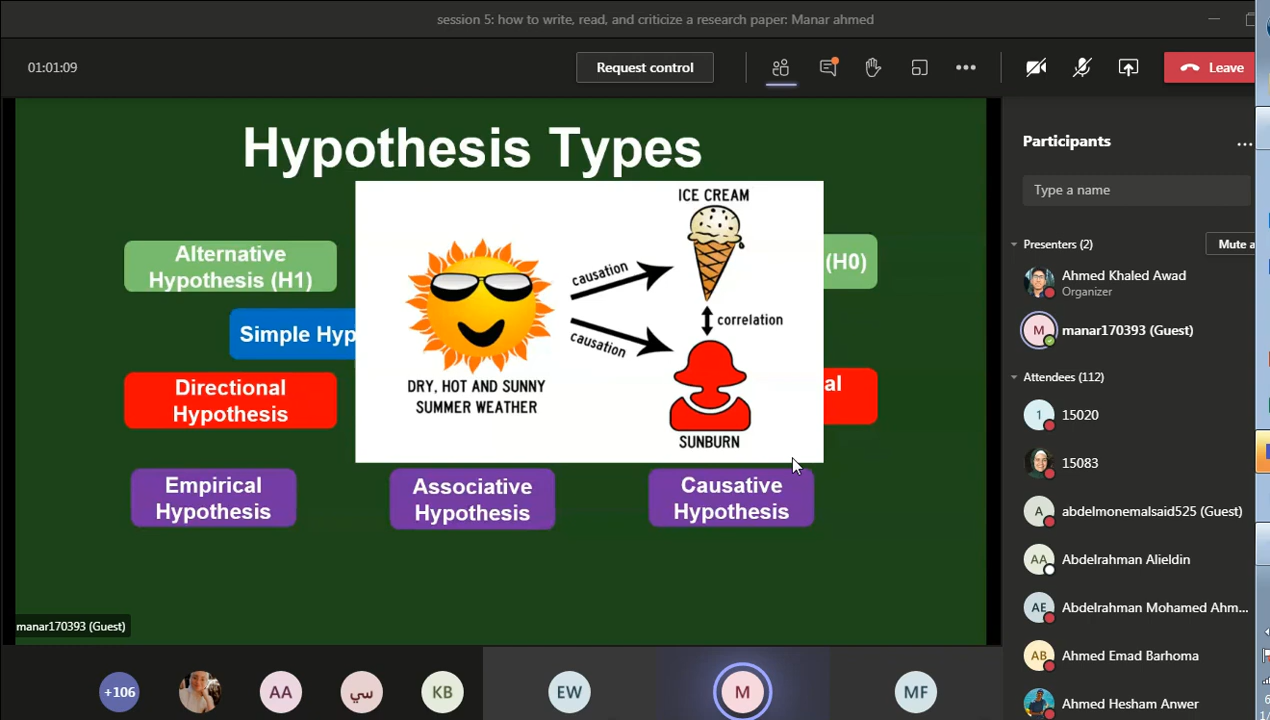 session 5: how to write, read, and criticize a research paper: Manar ahmed
01:01:09
Request control
Leave
Hypothesis Types
Alternative
Hypothesis (H1)
(H0)
Simple Hyp
Directional
Hypothesis
al
Empirical
Hypothesis
Associative
Hypothesis
Causative
Hypothesis
ICE CREAM
causation
correlation
causation
DRY, HOT AND SUNNY
SUMMER WEATHER
SUNBURN
manar170393 (Guest)
+106
AA
سي
KB
EW
M
MF
Participants
Type a name
Presenters (2)
Mute a
Ahmed Khaled Awad
Organizer
M
manar170393 (Guest)
Attendees (112)
1
15020
15083
A
abdelmonemalsaid525 (Guest)
AA
Abdelrahman Alieldin
AE
Abdelrahman Mohamed Ahm...
AB
Ahmed Emad Barhoma
Ahmed Hesham Anwer